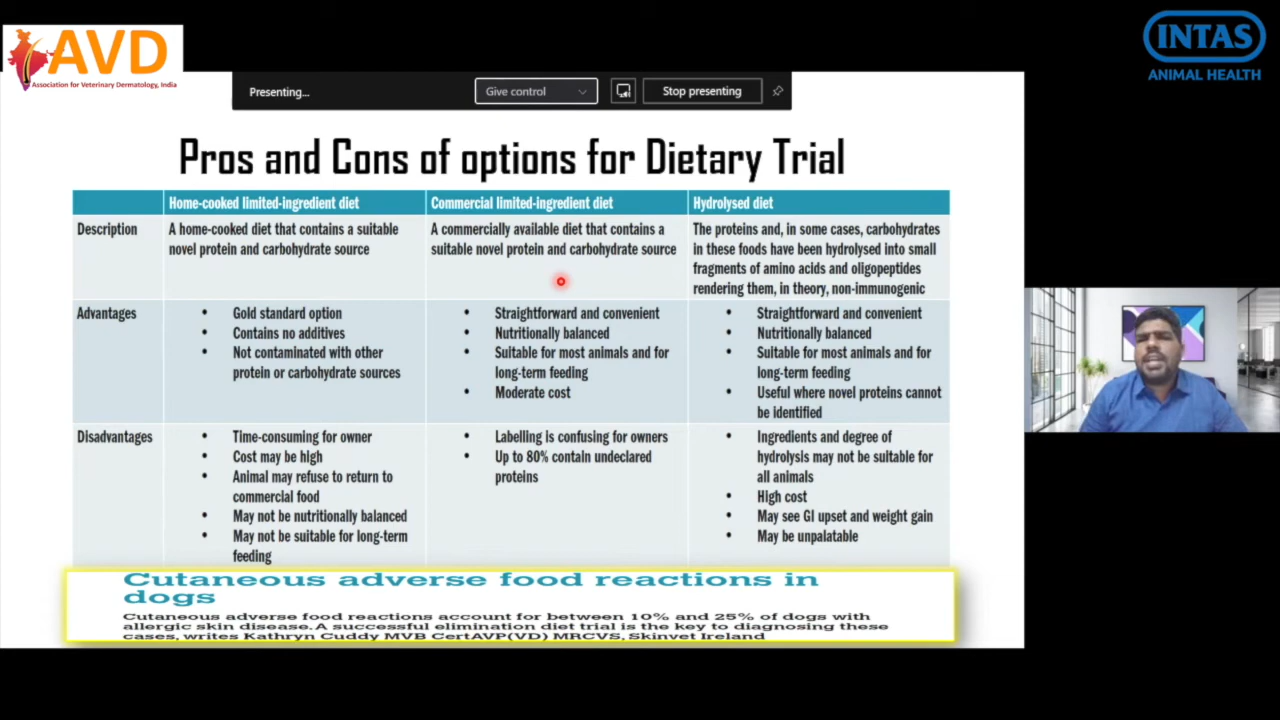 AVD
Association for Veterinary Dermatology, India
INTAS
ANIMAL HEALTH
Presenting...
Give control
Stop presenting
Pros and Cons of options for Dietary Trial
Home-cooked limited-ingredient diet
Commercial limited-ingredient diet
Hydrolysed diet
Description
A home-cooked diet that contains a suitable
novel protein and carbohydrate source
A commercially available diet that contains a
suitable novel protein and carbohydrate source
The proteins and, in some cases, carbohydrates
in these foods have been hydrolysed into small
fragments of amino acids and oligopeptides
rendering them, in theory, non-immunogenic
Advantages
• Gold standard option
• Contains no additives
• Not contaminated with other
protein or carbohydrate sources
• Straightforward and convenient
• Nutritionally balanced
• Suitable for most animals and for
long-term feeding
• Moderate cost
• Straightforward and convenient
• Nutritionally balanced
• Suitable for most animals and for
long-term feeding
• Useful where novel proteins cannot
be identified
Disadvantages
• Time-consuming for owner
• Cost may be high
• Animal may refuse to return to
commercial food
• May not be nutritionally balanced
• May not be suitable for long-term
feeding
• Labelling is confusing for owners
• Up to 80% contain undeclared
proteins
• Ingredients and degree of
hydrolysis may not be suitable for
all animals
• High cost
• May see GI upset and weight gain
• May be unpalatable
Cutaneous adverse food reactions in
dogs
Cutaneous adverse food reactions account for between 10% and 25% of dogs with
allergic skin disease. A successful elimination diet trial is the key to diagnosing these
cases, writes Kathryn Cuddy MVB CertAVP(VD) MRCVS, Skinvet Ireland